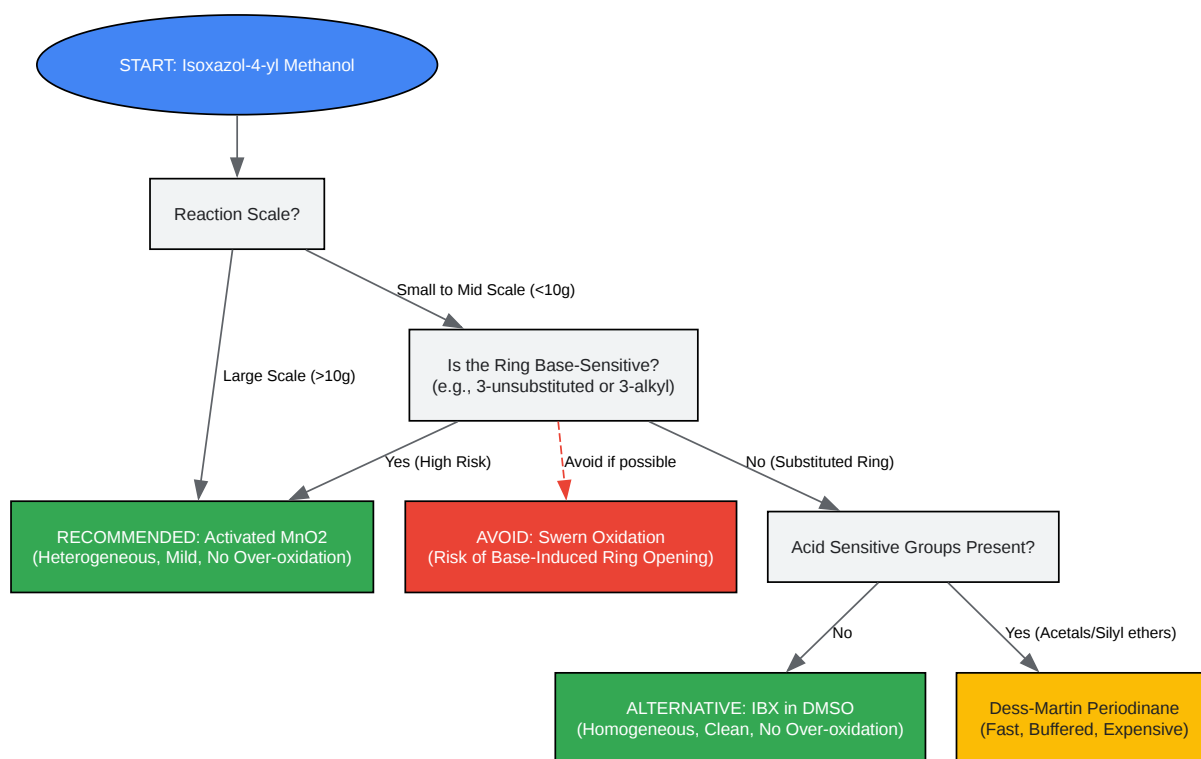 START: Isoxazol-4-yl Methanol
Reaction Scale?
Small to Mid Scale (<10g)
Large Scale (>10g)
Is the Ring Base-Sensitive?
(e.g., 3-unsubstituted or 3-alkyl)
Yes (High Risk)
Avoid if possible
No (Substituted Ring)
RECOMMENDED: Activated MnO2
(Heterogeneous, Mild, No Over-oxidation)
AVOID: Swern Oxidation
(Risk of Base-Induced Ring Opening)
Acid Sensitive Groups Present?
No
Yes (Acetals/Silyl ethers)
ALTERNATIVE: IBX in DMSO
(Homogeneous, Clean, No Over-oxidation)
Dess-Martin Periodinane
(Fast, Buffered, Expensive)